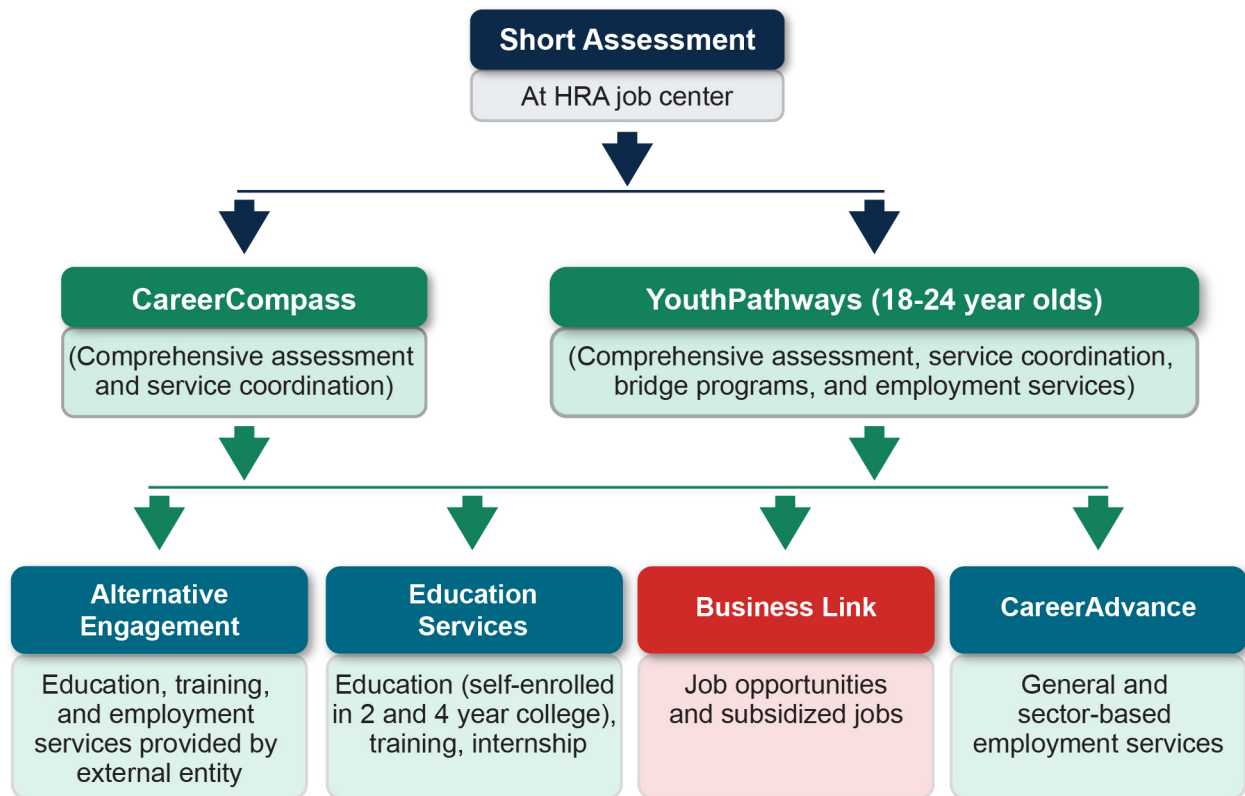 Short Assessment
At HRA job center
CareerCompass
(Comprehensive assessment
and service coordination)
YouthPathways (18-24 year olds)
(Comprehensive assessment, service coordination,
bridge programs, and employment services)
Alternative
Engagement
Education, training,
and employment
services provided by
external entity
Education
Services
Education (self-enrolled
in 2 and 4 year college),
training, internship
Business Link
Job opportunities
and subsidized jobs
CareerAdvance
General and
sector-based
employment services